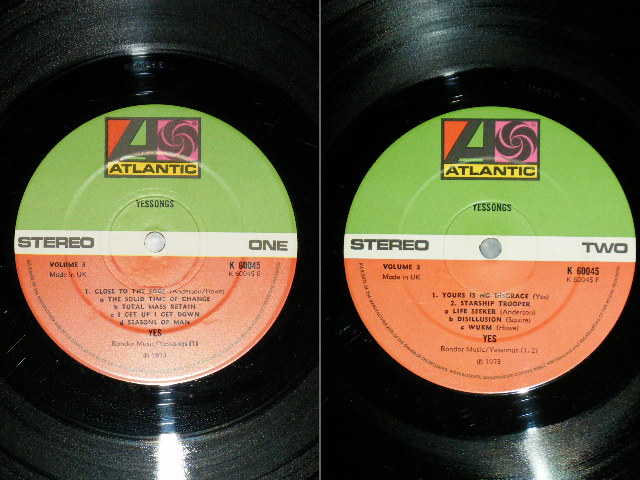 ATLANTIC
YESSONGS
STEREO ONE
VOLUME 3 K 60045
Made in UK K 60045 E
1. CLOSE TO THE EDGE (Anderson/Howe)
a THE SOLID TIME OF CHANGE
b TOTAL MASS RETAIN
c I GET UP I GET DOWN
d SEASONS OF MAN
YES
Rondor Music/Yessongs (1)
℗ 1973
ATLANTIC
YESSONGS
STEREO TWO
VOLUME 3 K 60045
Made in UK K 60045 F
1. YOURS IS NO DISGRACE (Yes)
2. STARSHIP TROOPER
a LIFE SEEKER (Anderson)
b DISILLUSION (Squire)
c WURM (Howe)
YES
Rondor Music/Yessongs (1, 2)
℗ 1973